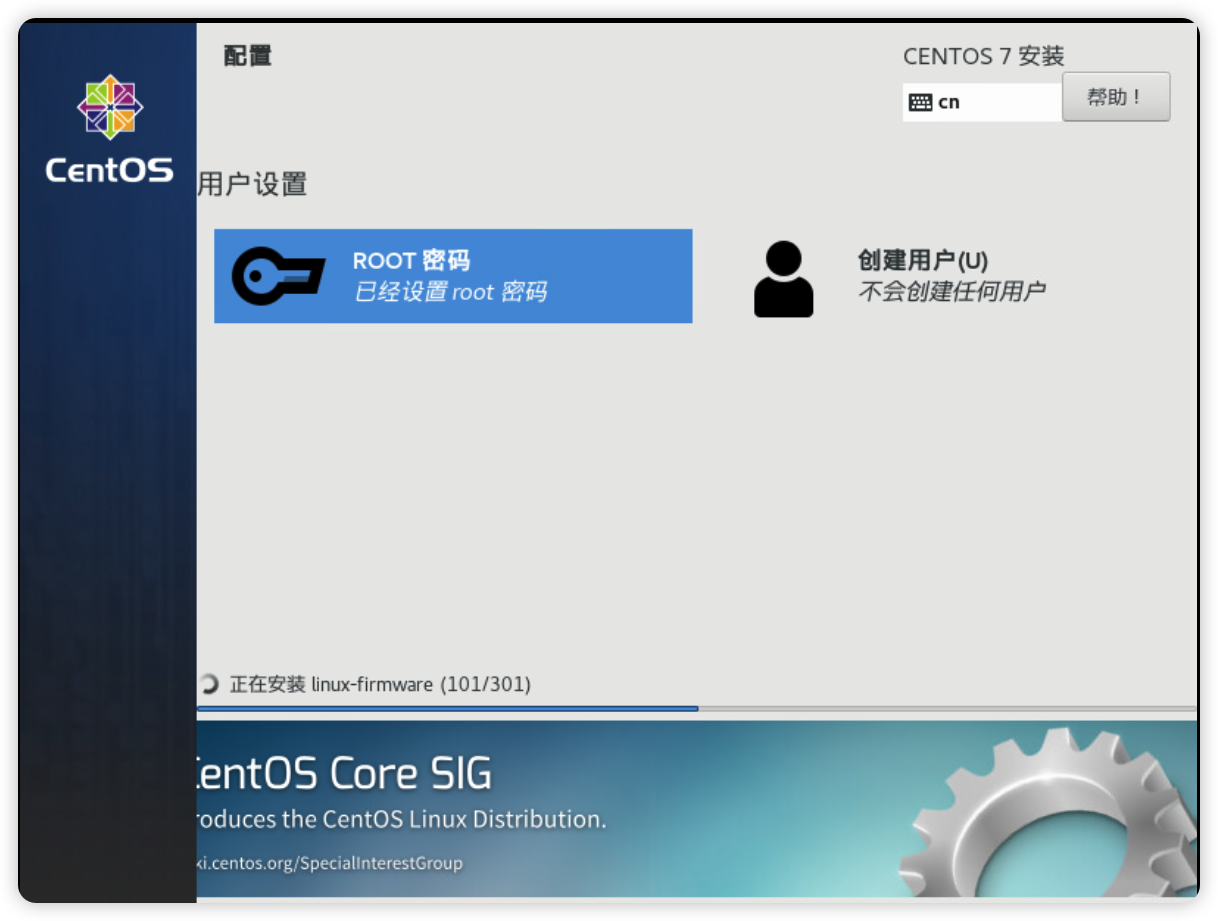 CentOS
配置
CENTOS 7 安装
cn
帮助！
用户设置
ROOT 密码
已经设置 root 密码
创建用户(U)
不会创建任何用户
正在安装 linux-firmware (101/301)
CentOS Core SIG
roduces the CentOS Linux Distribution.
ki.centos.org/SpecialInterestGroup